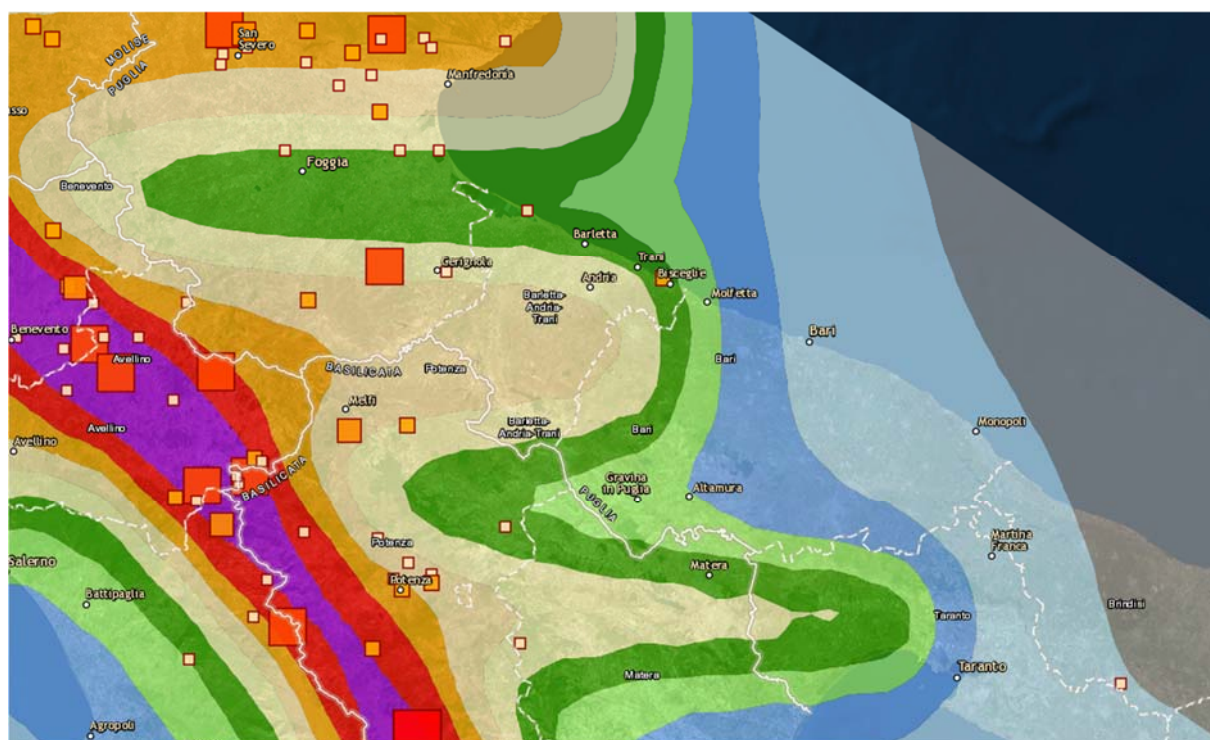 San
Severo
MOLISE
PUGLIA
Manfredonia
asso
Foggia
Benevento
Barletta
Trani
Cerignola
Andria
Bisceglie
Barletta-
Andria-
Trani
Molfetta
Benevento
Bari
Avellino
BASILICATA
Potenza
Bari
Melfi
Avellino
Barletta-
Andria-Trani
Bari
Monopoli
Avellino
BASILICATA
Gravina
in Puglia
Altamura
PUGLIA
Martina
Franca
Potenza
Salerno
Matera
Potenza
Battipaglia
Brindisi
Taranto
Taranto
Matera
Agropoli